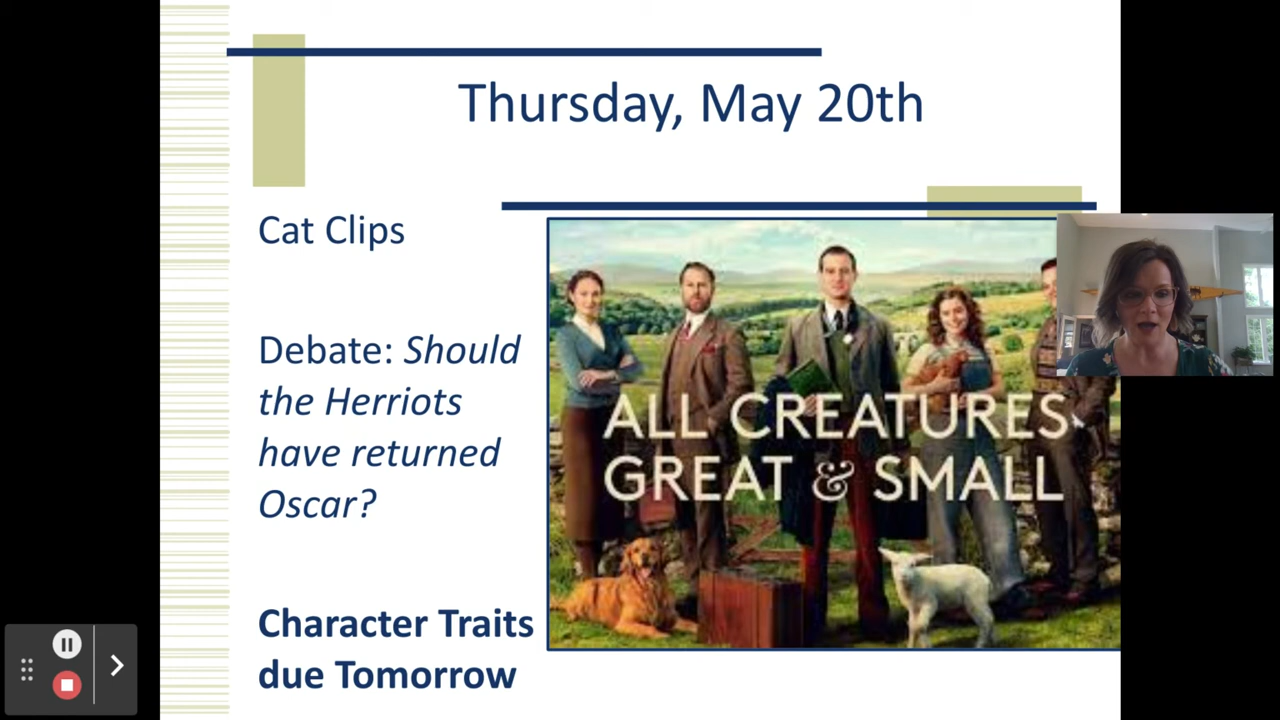 Thursday, May 20th
Cat Clips
Debate: Should
the Herriots
have returned
Oscar?
ALL CREATURES
GREAT & SMALL
Character Traits
due Tomorrow